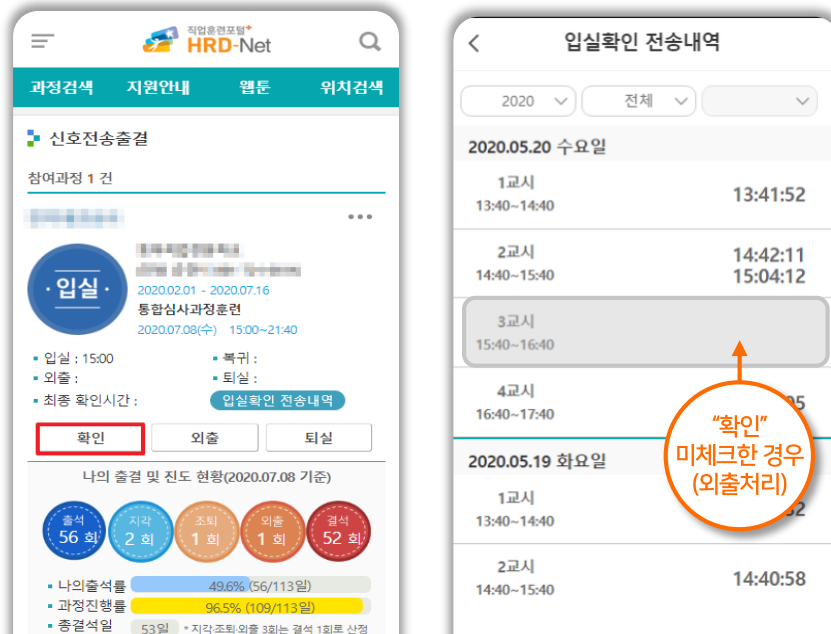 직업훈련포털+
HRD-Net
과정검색 지원안내 웹툰 위치검색
신호전송출결
참여과정 1 건
· 입실 ·
2020.02.01 - 2020.07.16
통합심사과정훈련
2020.07.08(수) 15:00~21:40
▪ 입실 : 15:00 ▪ 복귀 :
▪ 외출 : ▪ 퇴실 :
▪ 최종 확인시간 : 입실확인 전송내역
확인 외출 퇴실
나의 출결 및 진도 현황(2020.07.08 기준)
출석 지각 조퇴 외출 결석
56 회 2 회 1 회 1 회 52 회
▪ 나의출석률 49.6% (56/113일)
▪ 과정진행률 96.5% (109/113일)
▪ 총결석일 53일 * 지각·조퇴·외출 3회는 결석 1회로 산정
입실확인 전송내역
2020 전체
2020.05.20 수요일
1교시
13:40~14:40
13:41:52
2교시
14:40~15:40
14:42:11
15:04:12
3교시
15:40~16:40
4교시
16:40~17:40
"확인"
미체크한 경우
(외출처리)
2020.05.19 화요일
1교시
13:40~14:40
2교시
14:40~15:40
14:40:58